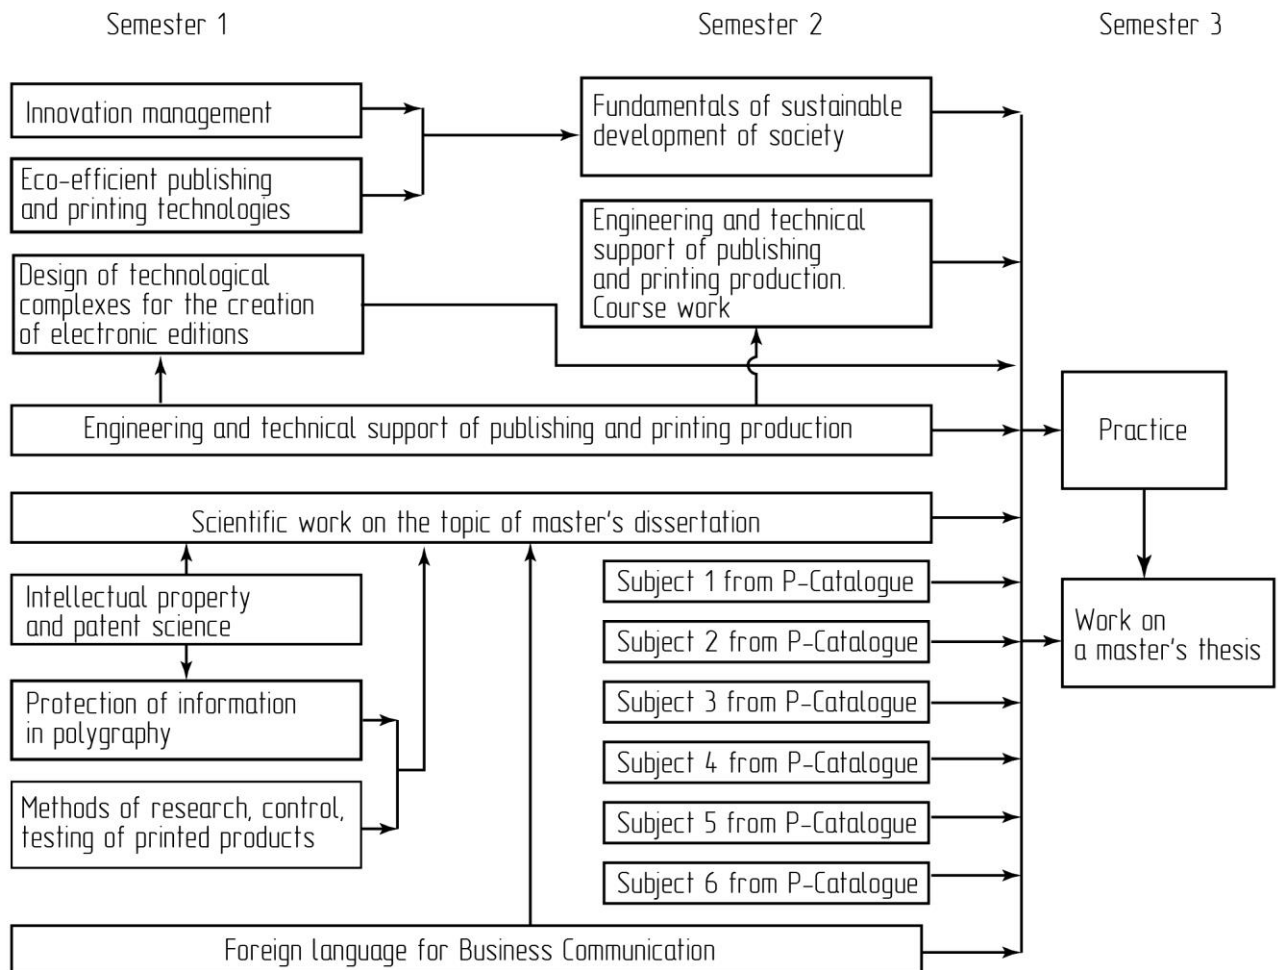 Semester 1
Semester 2
Semester 3
Innovation management
Eco-efficient publishing
and printing technologies
Design of technological
complexes for the creation
of electronic editions
Fundamentals of sustainable
development of society
Engineering and technical
support of publishing
and printing production.
Course work
Engineering and technical support of publishing and printing production
Practice
Scientific work on the topic of master's dissertation
Intellectual property
and patent science
Protection of information
in polygraphy
Methods of research, control,
testing of printed products
Subject 1 from P-Catalogue
Subject 2 from P-Catalogue
Subject 3 from P-Catalogue
Subject 4 from P-Catalogue
Subject 5 from P-Catalogue
Subject 6 from P-Catalogue
Work on
a master's thesis
Foreign language for Business Communication